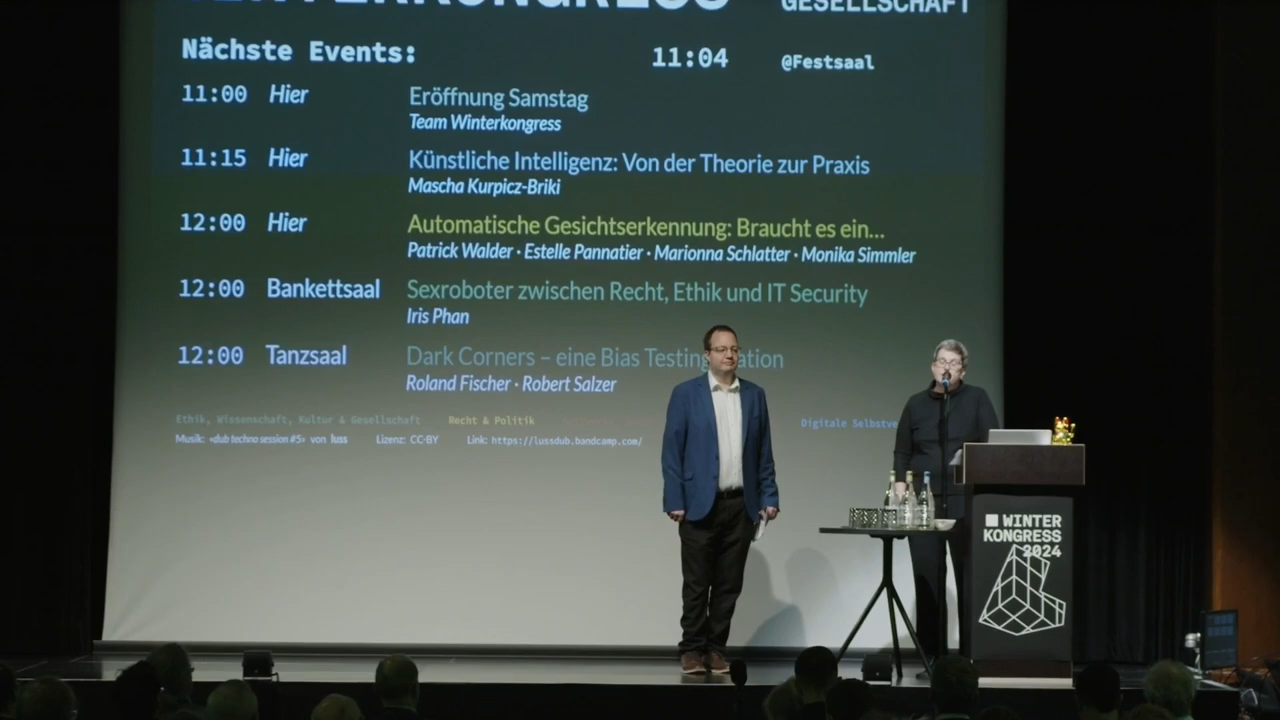 WINTERKONGRESS
GESELLSCHAFT
Nächste Events: 11:04 @Festsaal
11:00 Hier Eröffnung Samstag
Team Winterkongress
11:15 Hier Künstliche Intelligenz: Von der Theorie zur Praxis
Mascha Kurpicz-Briki
12:00 Hier Automatische Gesichtserkennung: Braucht es ein...
Patrick Walder · Estelle Pannatier · Marionna Schlatter · Monika Simmler
12:00 Bankettsaal Sexroboter zwischen Recht, Ethik und IT Security
Iris Phan
12:00 Tanzsaal Dark Corners – eine Bias Testing ation
Roland Fischer · Robert Salzer
Ethik, Wissenschaft, Kultur & Gesellschaft Recht & Politik Digitale Selbstve
Musik: «dub techno session #5» von luss Lizenz: CC-BY Link: https://lussdub.bandcamp.com/
WINTER
KONGRESS
2024